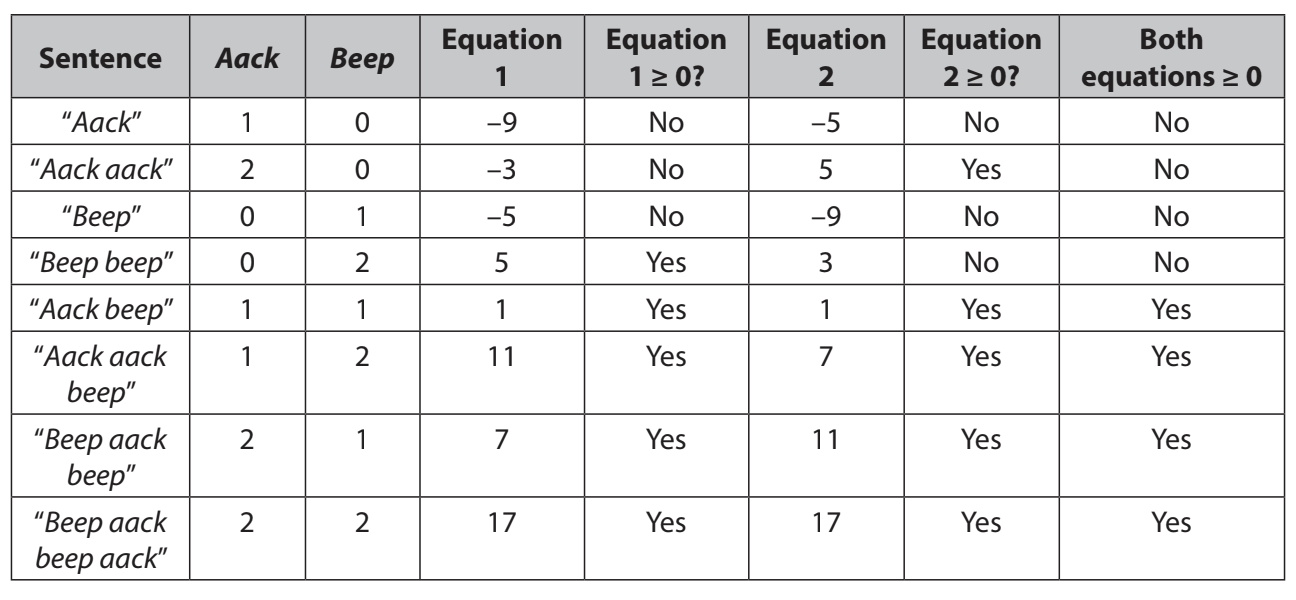 Sentence Aack Beep Equation 1 Equation 1 ≥ 0? Equation 2 Equation 2 ≥ 0? Both equations ≥ 0
“Aack” 1 0 –9 No –5 No No
“Aack aack” 2 0 –3 No 5 Yes No
“Beep” 0 1 –5 No –9 No No
“Beep beep” 0 2 5 Yes 3 No No
“Aack beep” 1 1 1 Yes 1 Yes Yes
“Aack aack beep” 1 2 11 Yes 7 Yes Yes
“Beep aack beep” 2 1 7 Yes 11 Yes Yes
“Beep aack beep aack” 2 2 17 Yes 17 Yes Yes